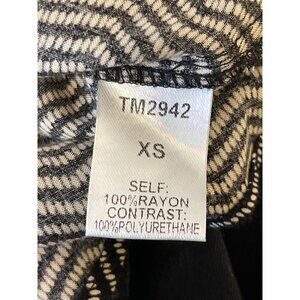 TM2942
XS
SELF:
100%RAYON
CONTRAST:
100%POLYURETHANE